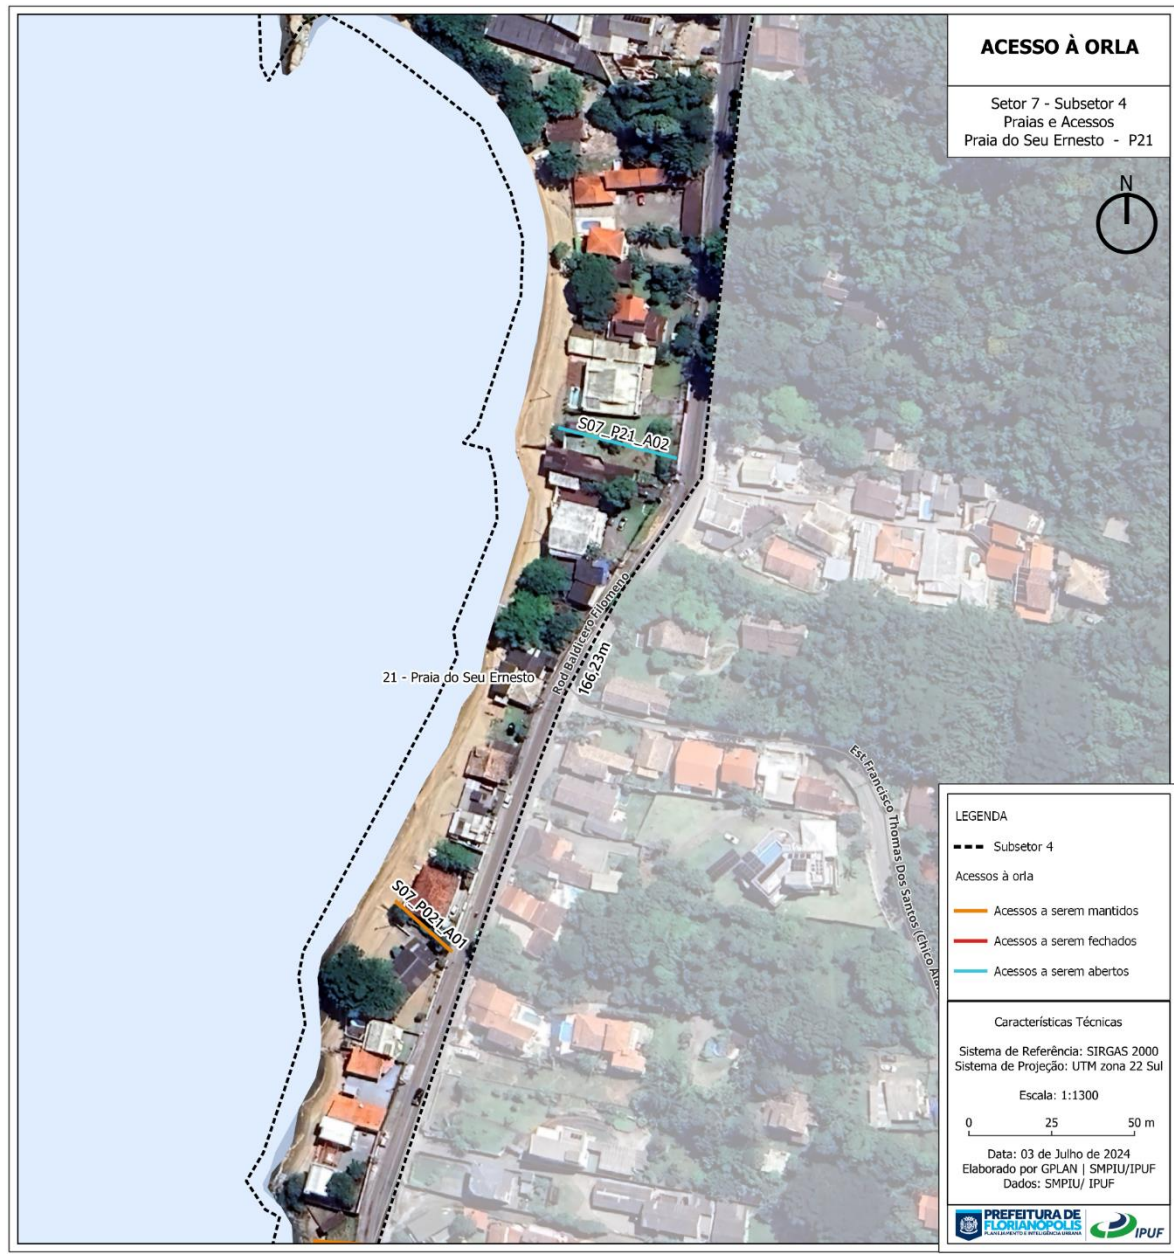 ACESSO À ORLA
Setor 7 - Subsetor 4
Praias e Acessos
Praia do Seu Ernesto - P21
N
S07_P21_A02
Rod Baldicero Filomeno
166,23m
21 - Praia do Seu Ernesto
Est Francisco Thomas Dos Santos (Chico
S07_P021_A01
LEGENDA
Subsetor 4
Acessos à orla
Acessos a serem mantidos
Acessos a serem fechados
Acessos a serem abertos
Características Técnicas
Sistema de Referência: SIRGAS 2000
Sistema de Projeção: UTM zona 22 Sul
Escala: 1:1300
0 25 50 m
Data: 03 de Julho de 2024
Elaborado por GPLAN | SMPIU/IPUF
Dados: SMPIU/ IPUF
PREFEITURA DE
FLORIANÓPOLIS
PLANEJAMENTO E INTELIGÊNCIA URBANA
IPUF